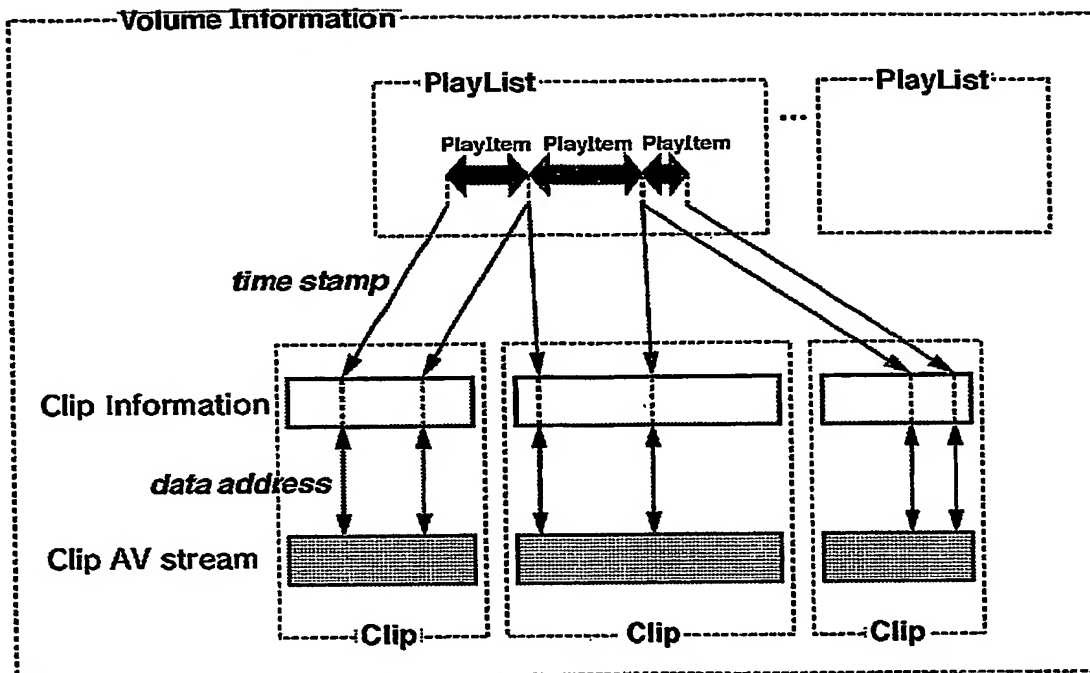 Volume Information
PlayList
PlayList
...
PlayItem PlayItem PlayItem
time stamp
Clip Information
data address
Clip AV stream
Clip
Clip
Clip